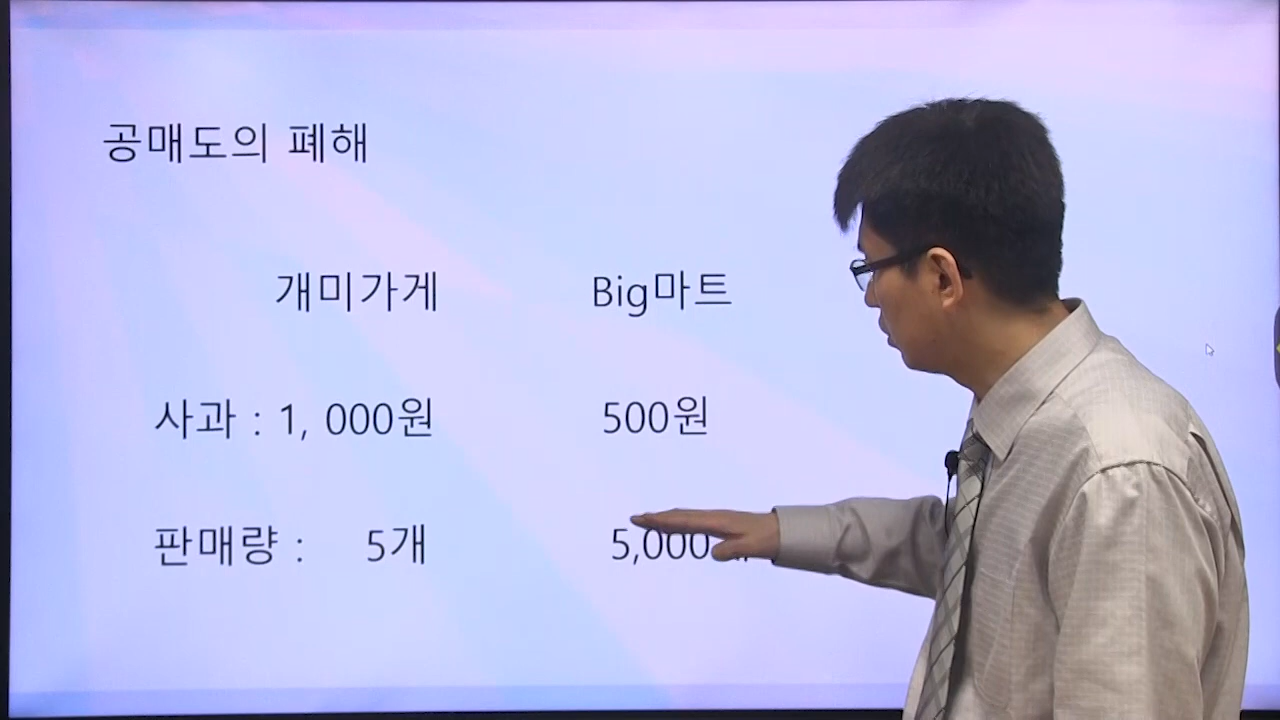 공매도의 폐해
개미가게 Big마트
사과 : 1, 000원 500원
판매량 : 5개 5,000